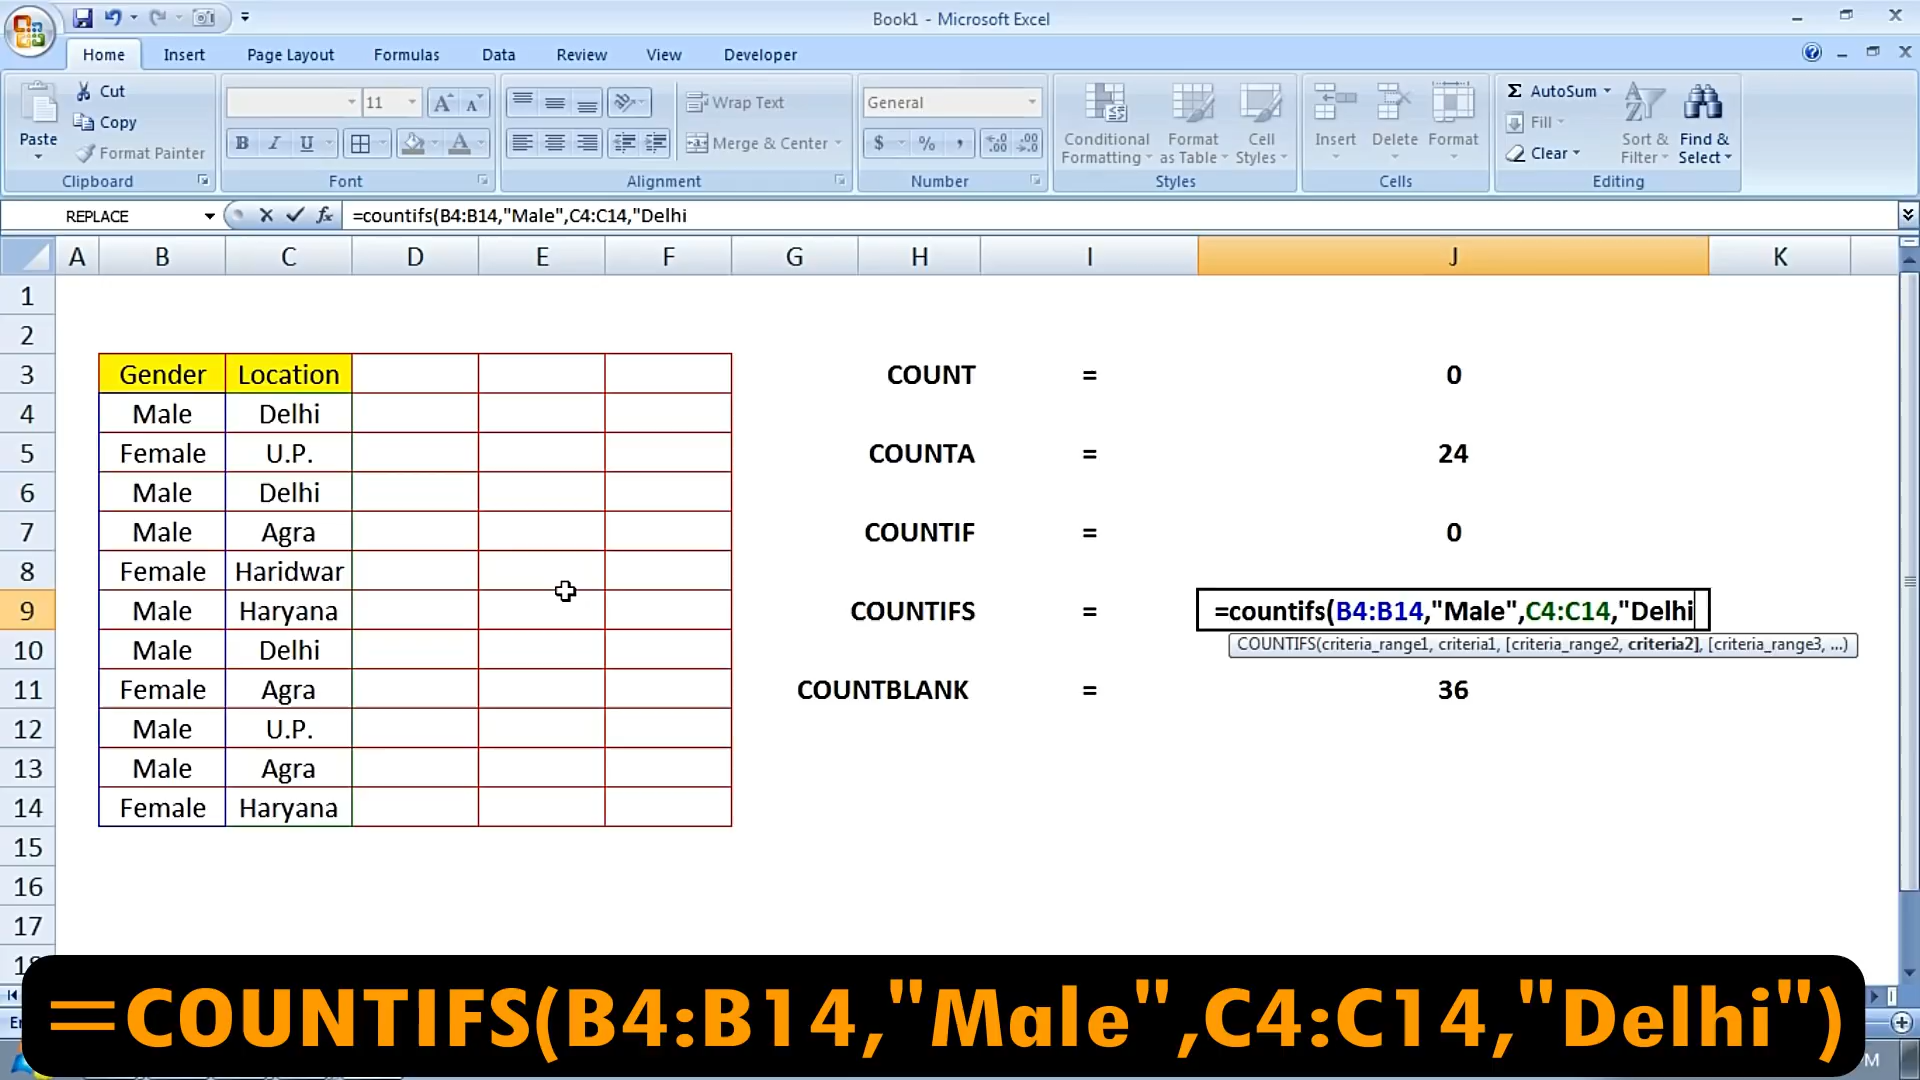 Book1 - Microsoft Excel
Home Insert Page Layout Formulas Data Review View Developer
Paste Cut Copy Format Painter Clipboard
11 B I U Font
Wrap Text Merge & Center Alignment
General $ % , Number
Conditional Formatting Format as Table Cell Styles Styles
Insert Delete Format Cells
Σ AutoSum Fill Clear Sort & Filter Find & Select Editing
REPLACE fx =countifs(B4:B14,"Male",C4:C14,"Delhi
A B C D E F G H I J K
1
2
3 Gender Location COUNT = 0
4 Male Delhi
5 Female U.P. COUNTA = 24
6 Male Delhi
7 Male Agra COUNTIF = 0
8 Female Haridwar
9 Male Haryana COUNTIFS = =countifs(B4:B14,"Male",C4:C14,"Delhi
10 Male Delhi COUNTIFS(criteria_range1, criteria1, [criteria_range2, criteria2], [criteria_range3, ...)
11 Female Agra COUNTBLANK = 36
12 Male U.P.
13 Male Agra
14 Female Haryana
15
16
17
=COUNTIFS(B4:B14,"Male",C4:C14,"Delhi")